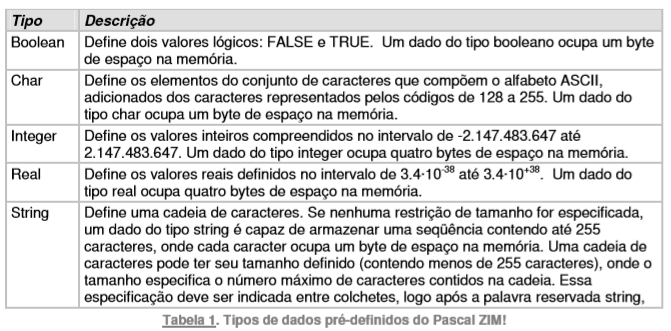 Tipo Descrição
Boolean Define dois valores lógicos: FALSE e TRUE. Um dado do tipo booleano ocupa um byte
de espaço na memória.
Char Define os elementos do conjunto de caracteres que compõem o alfabeto ASCII,
adicionados dos caracteres representados pelos códigos de 128 a 255. Um dado do
tipo char ocupa um byte de espaço na memória.
Integer Define os valores inteiros compreendidos no intervalo de -2.147.483.647 até
2.147.483.647. Um dado do tipo integer ocupa quatro bytes de espaço na memória.
Real Define os valores reais definidos no intervalo de 3.4·10⁻³⁸ até 3.4·10⁺³⁸. Um dado do
tipo real ocupa quatro bytes de espaço na memória.
String Define uma cadeia de caracteres. Se nenhuma restrição de tamanho for especificada,
um dado do tipo string é capaz de armazenar uma seqüência contendo até 255
caracteres, onde cada caracter ocupa um byte de espaço na memória. Uma cadeia de
caracteres pode ter seu tamanho definido (contendo menos de 255 caracteres), onde o
tamanho especifica o número máximo de caracteres contidos na cadeia. Essa
especificação deve ser indicada entre colchetes, logo após a palavra reservada string,
Tabela 1. Tipos de dados pré-definidos do Pascal ZIM!